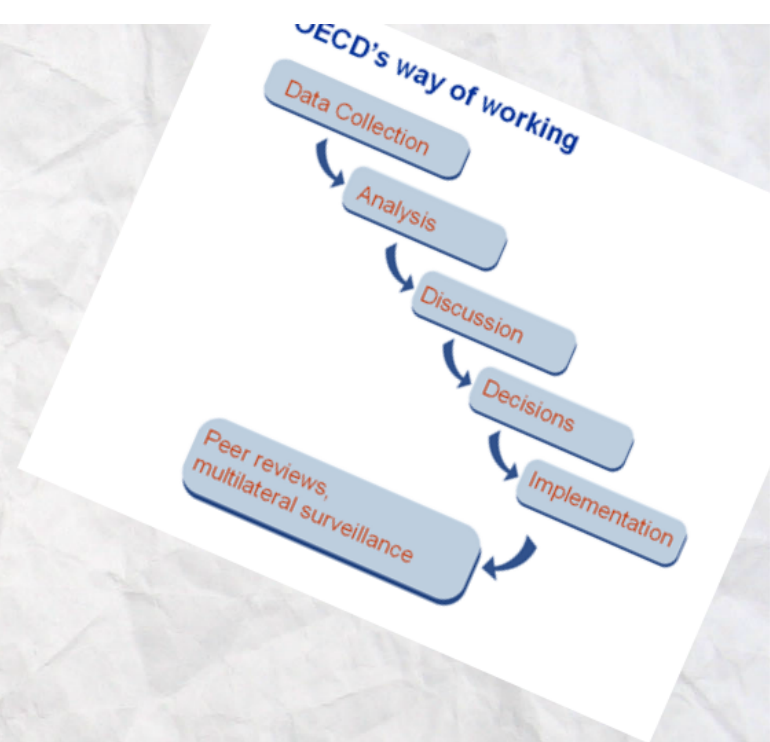 OECD's way of working
Data Collection
Analysis
Discussion
Decisions
Implementation
Peer reviews,
multilateral surveillance